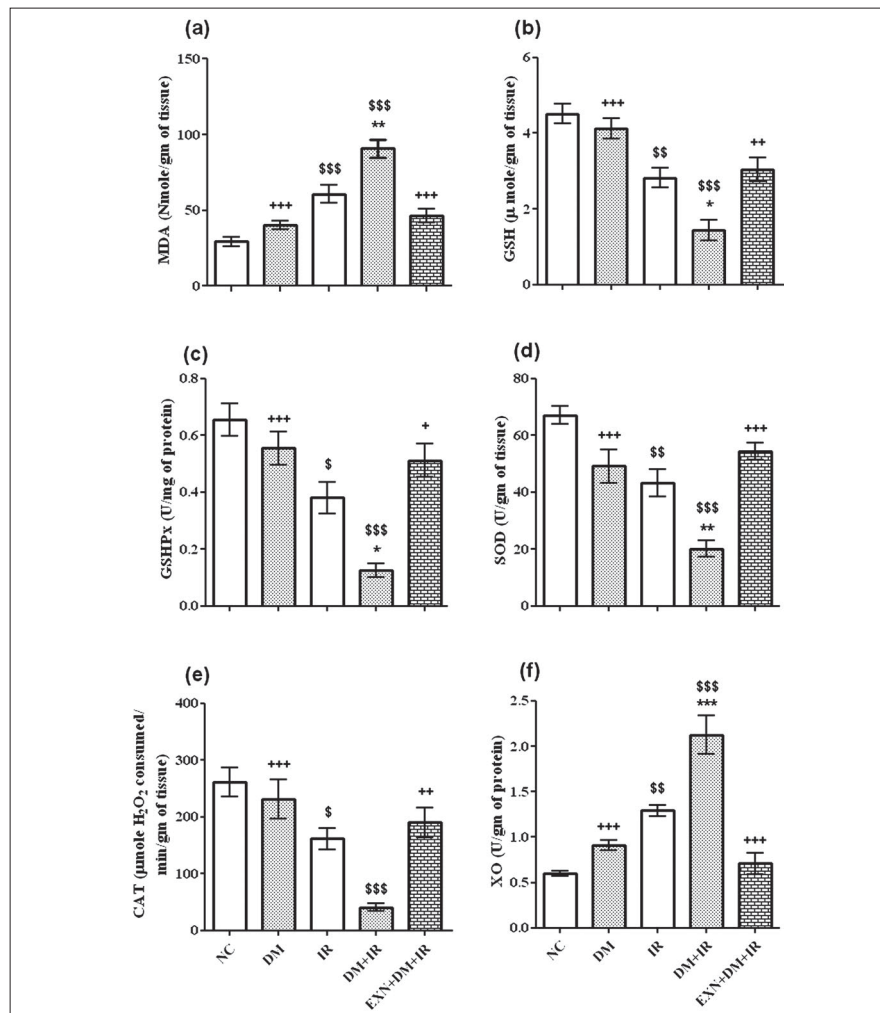 (a)
MDA (Nmole/gm of tissue)
150
100
50
0
+++
$$$
$$$
**
+++
(b)
GSH (µ mole/gm of tissue)
6
4
2
0
+++
$$
$$$
*
++
(c)
GSHPx (U/mg of protein)
0.8
0.6
0.4
0.2
0.0
+++
$
$$$
*
+
(d)
SOD (U/gm of tissue)
80
60
40
20
0
+++
$$
$$$
**
+++
(e)
CAT (µmole H₂O₂ consumed/
min/gm of tissue)
400
300
200
100
0
+++
$
$$$
++
NC
DM
IR
DM+IR
EXN+DM+IR
(f)
XO (U/gm of protein)
2.5
2.0
1.5
1.0
0.5
0.0
+++
$$
$$$
***
+++
NC
DM
IR
DM+IR
EXN+DM+IR